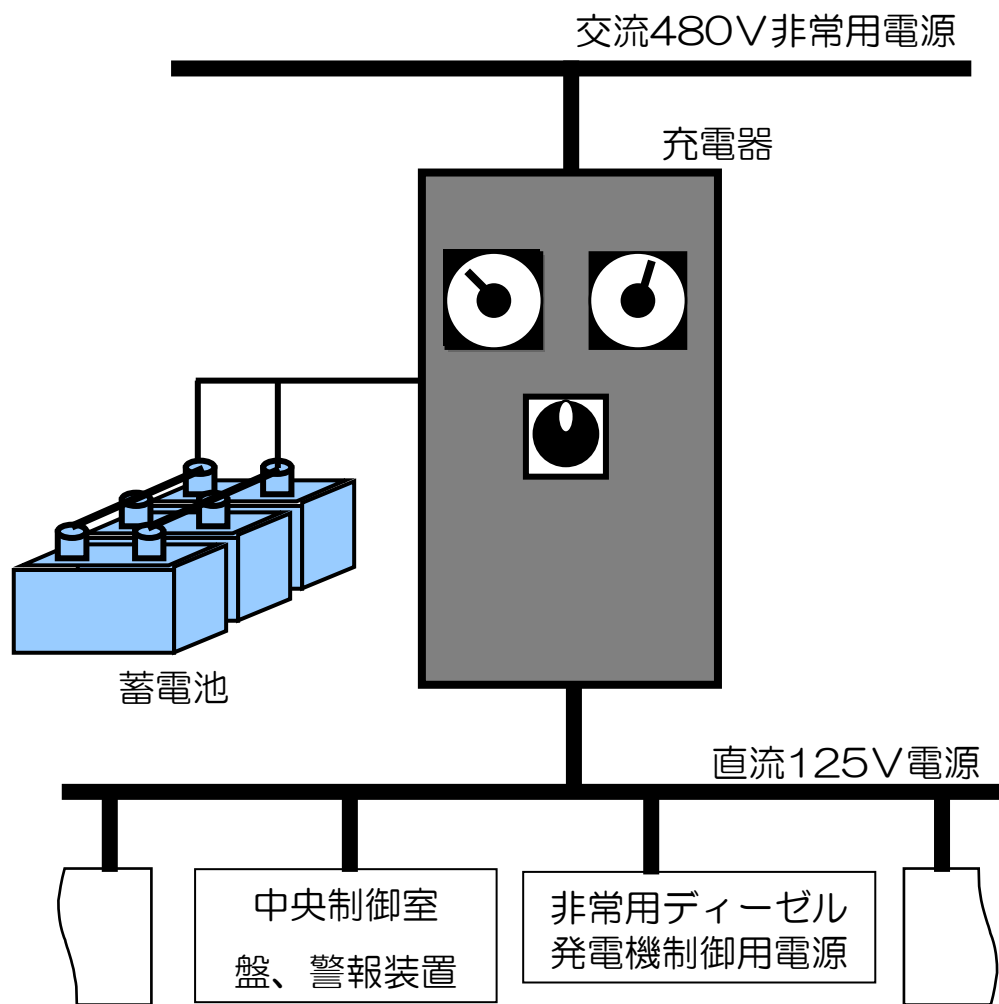 交流480V非常用電源
充電器
蓄電池
直流125V電源
中央制御室
盤、警報装置
非常用ディーゼル
発電機制御用電源